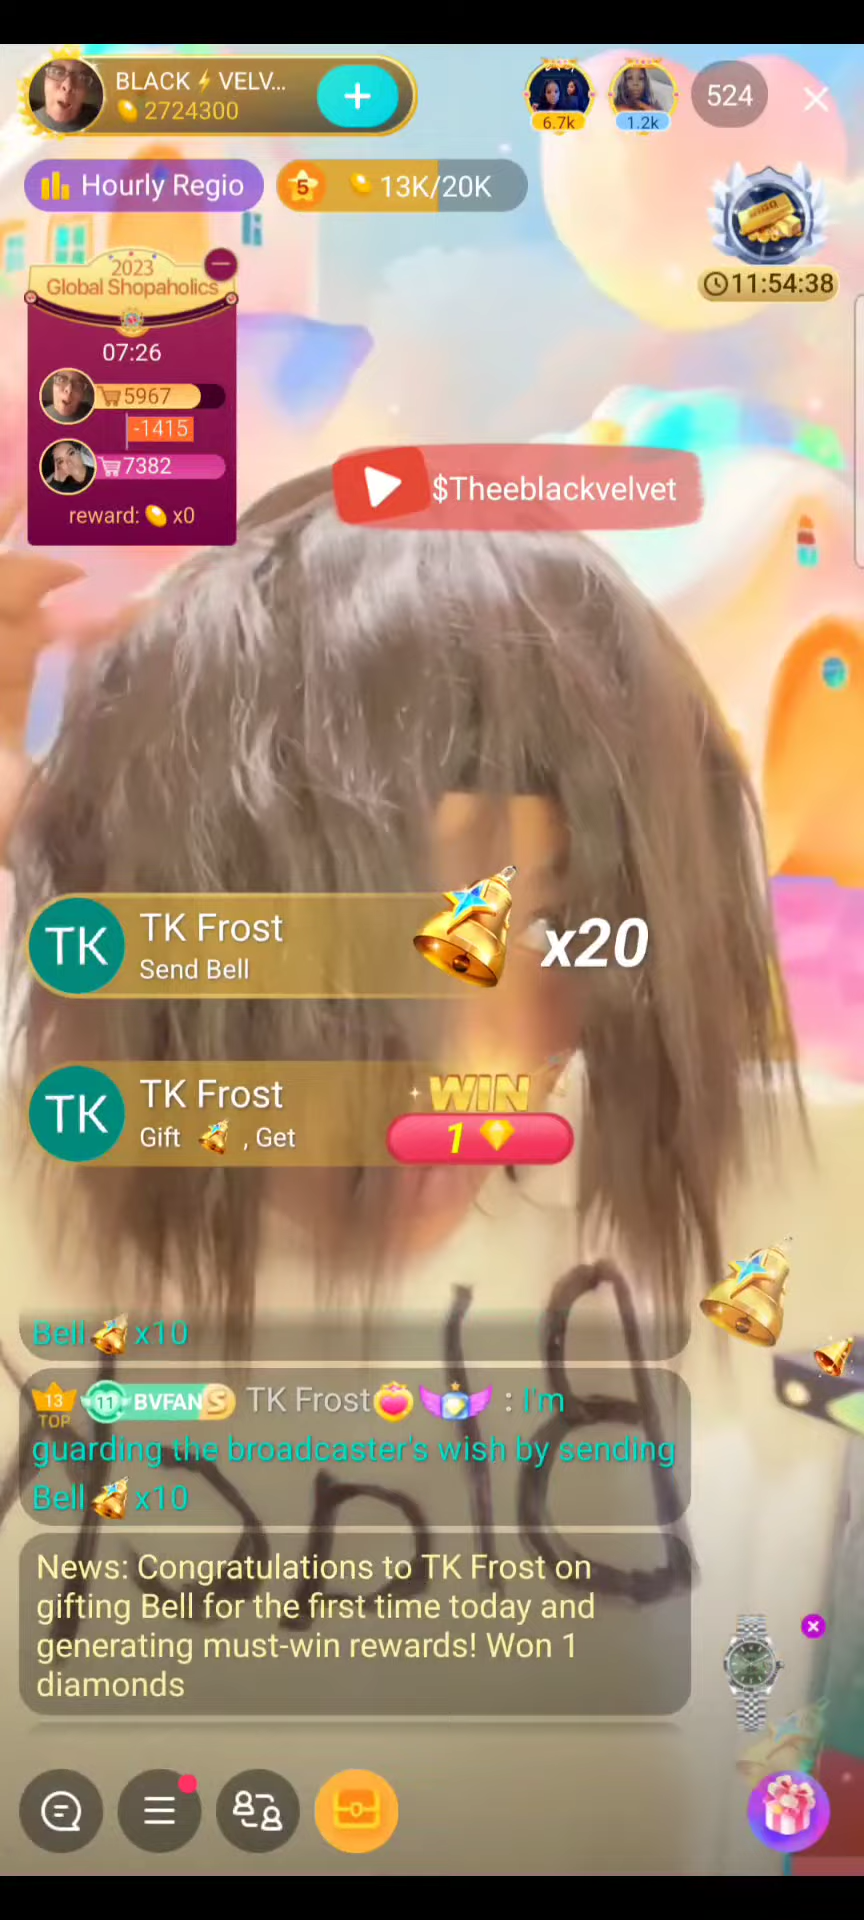 BLACK⚡VELV...
2724300
6.7k
1.2k
524
Hourly Regio
5
13K/20K
11:54:38
2023
Global Shopaholics
07:26
5967
-1415
7382
reward: x0
$Theeblackvelvet
TK
TK Frost
Send Bell
x20
TK
TK Frost
Gift , Get
WIN
1
Bell x10
13 TOP 11 BVFAN S TK Frost : I'm
guarding the broadcaster's wish by sending
Bell x10
News: Congratulations to TK Frost on
gifting Bell for the first time today and
generating must-win rewards! Won 1
diamonds